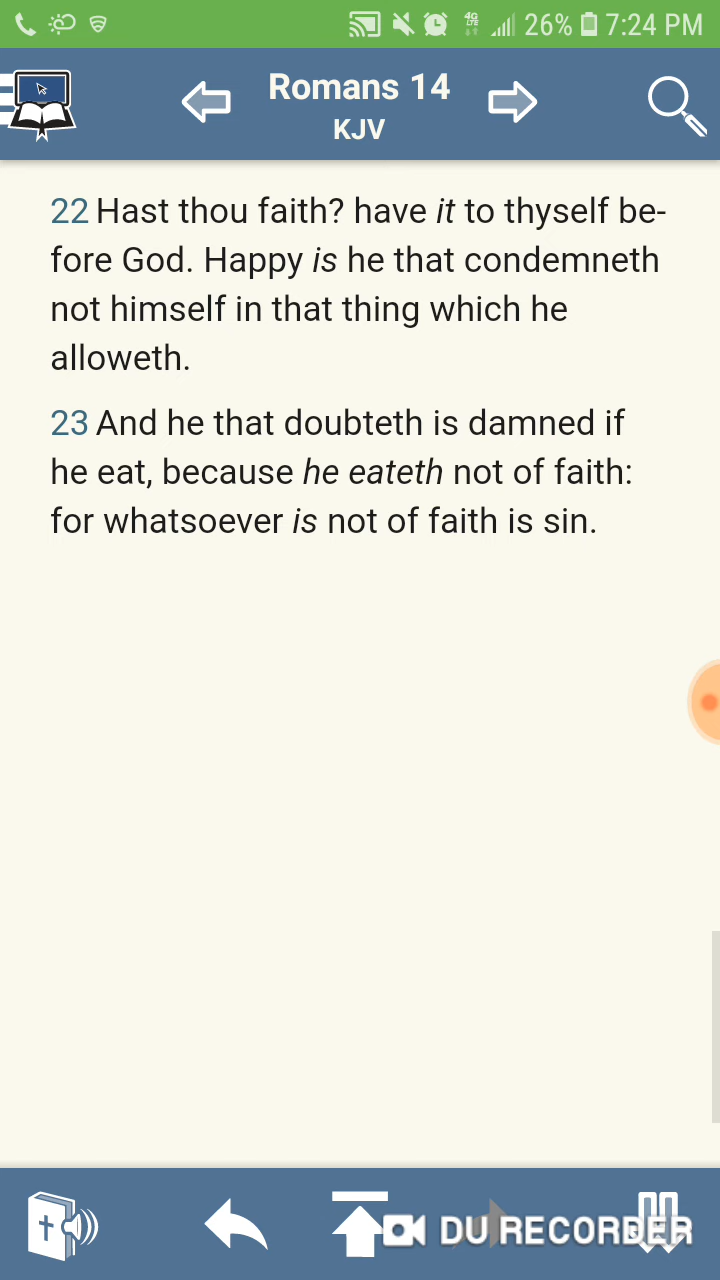 4G
LTE
26%
7:24 PM
Romans 14
KJV
22 Hast thou faith? have it to thyself be-
fore God. Happy is he that condemneth
not himself in that thing which he
alloweth.
23 And he that doubteth is damned if
he eat, because he eateth not of faith:
for whatsoever is not of faith is sin.
DU RECORDER